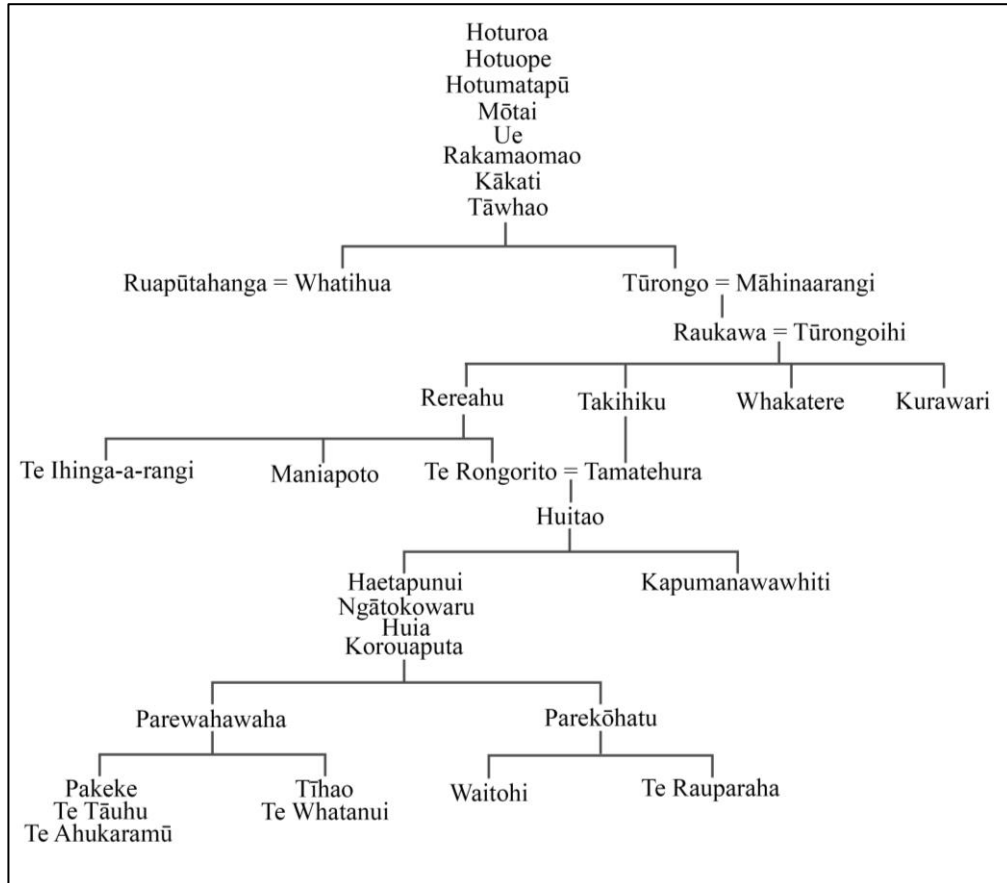 Hoturoa
Hotuope
Hotumatapū
Mōtai
Ue
Rakamaomao
Kākati
Tāwhao
Ruapūtahanga = Whatihua Tūrongo = Māhinaarangi
Raukawa = Tūrongoihi
Rereahu Takihiku Whakatere Kurawari
Te Ihinga-a-rangi Maniapoto Te Rongorito = Tamatehura
Huitao
Haetapunui Kapumanawawhiti
Ngātokowaru
Huia
Korouaputa
Parewahawaha Parekōhatu
Pakeke Tīhao Waitohi Te Rauparaha
Te Tāuhu Te Whatanui
Te Ahukaramū